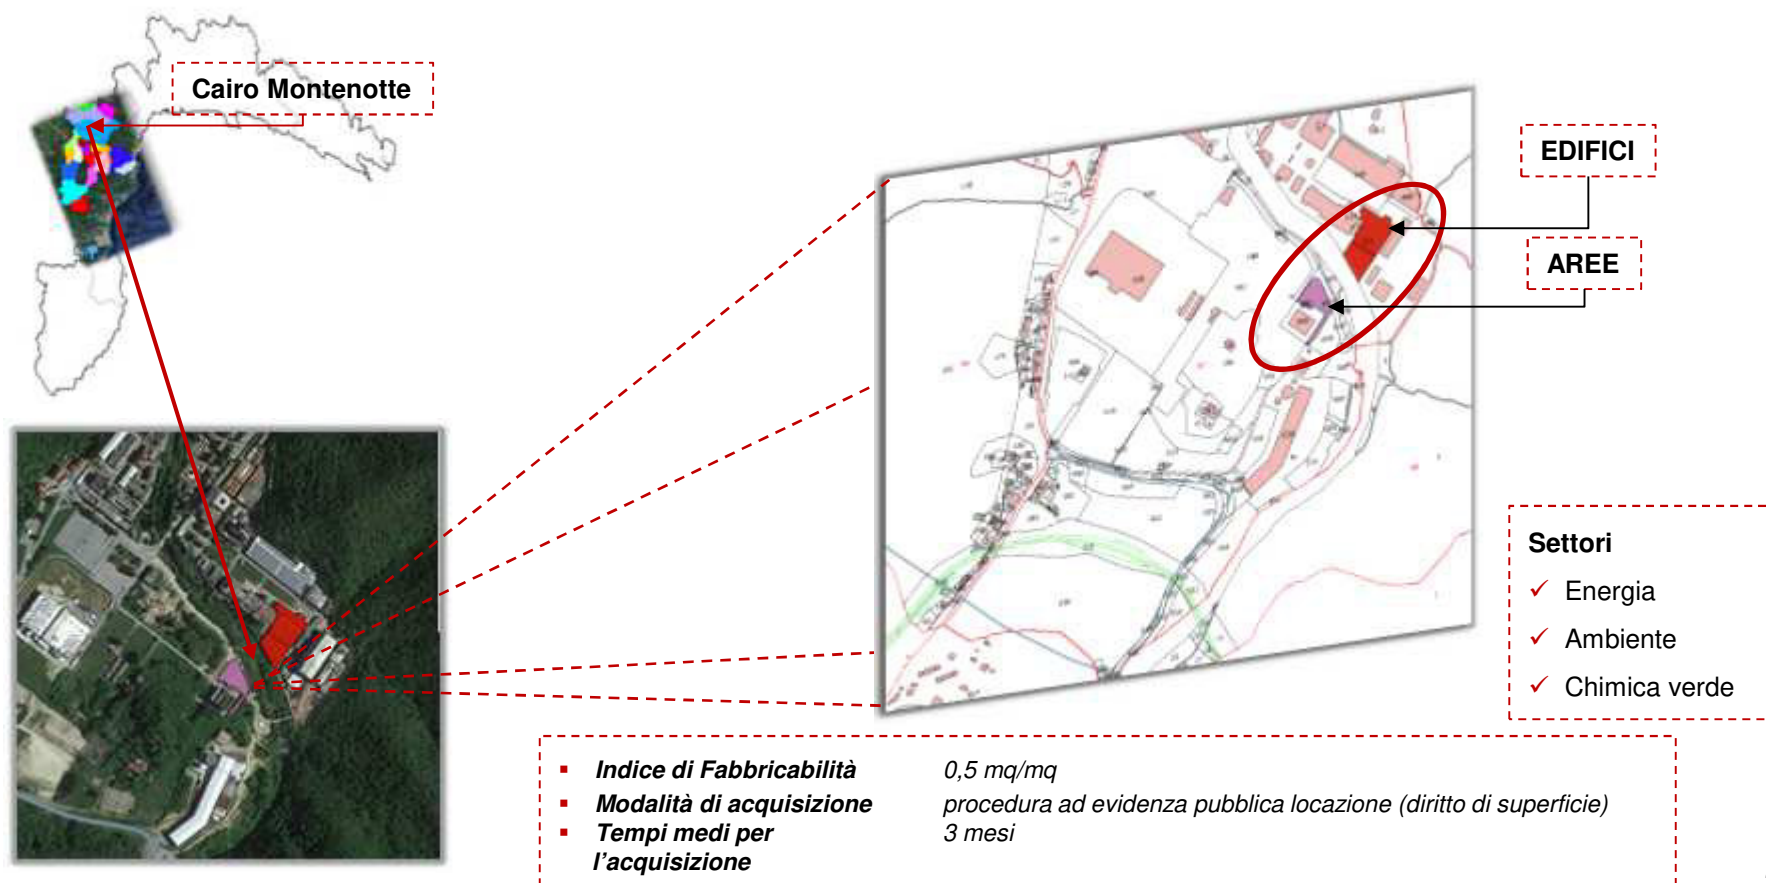 Cairo Montenotte
EDIFICI
AREE
Settori
✓ Energia
✓ Ambiente
✓ Chimica verde
▪ Indice di Fabbricabilità 0,5 mq/mq
▪ Modalità di acquisizione procedura ad evidenza pubblica locazione (diritto di superficie)
▪ Tempi medi per 3 mesi
l'acquisizione